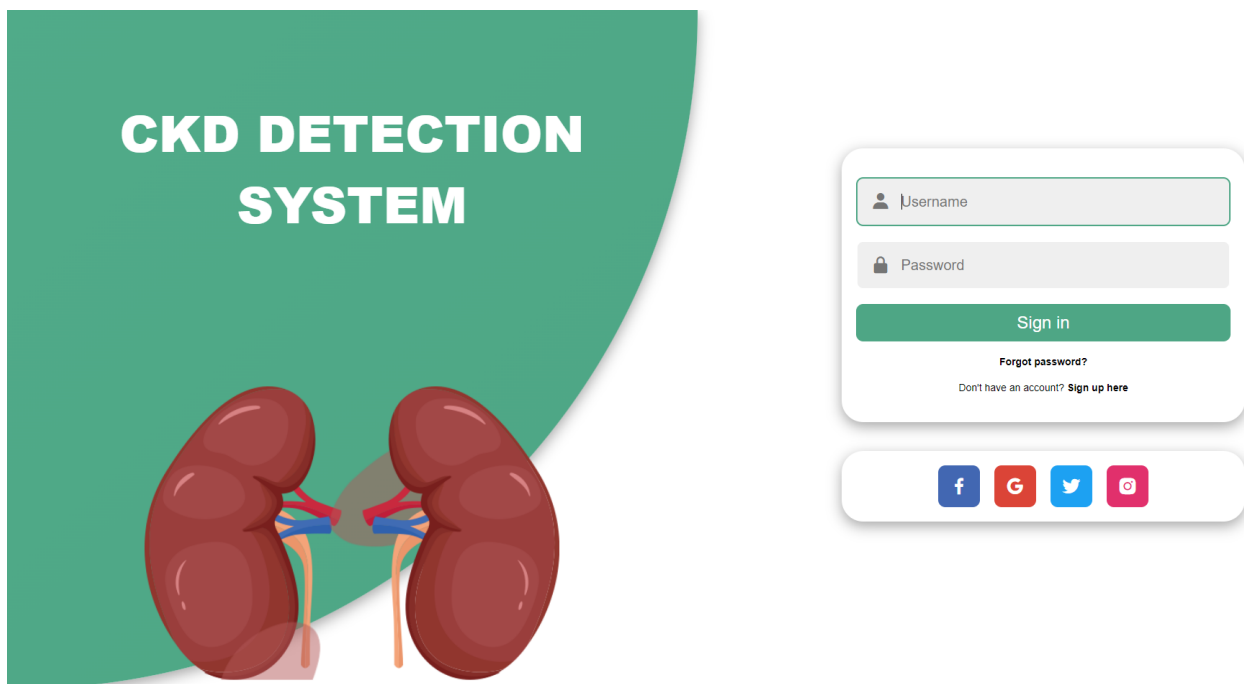 CKD DETECTION
SYSTEM
Username
Password
Sign in
Forgot password?
Don't have an account? Sign up here